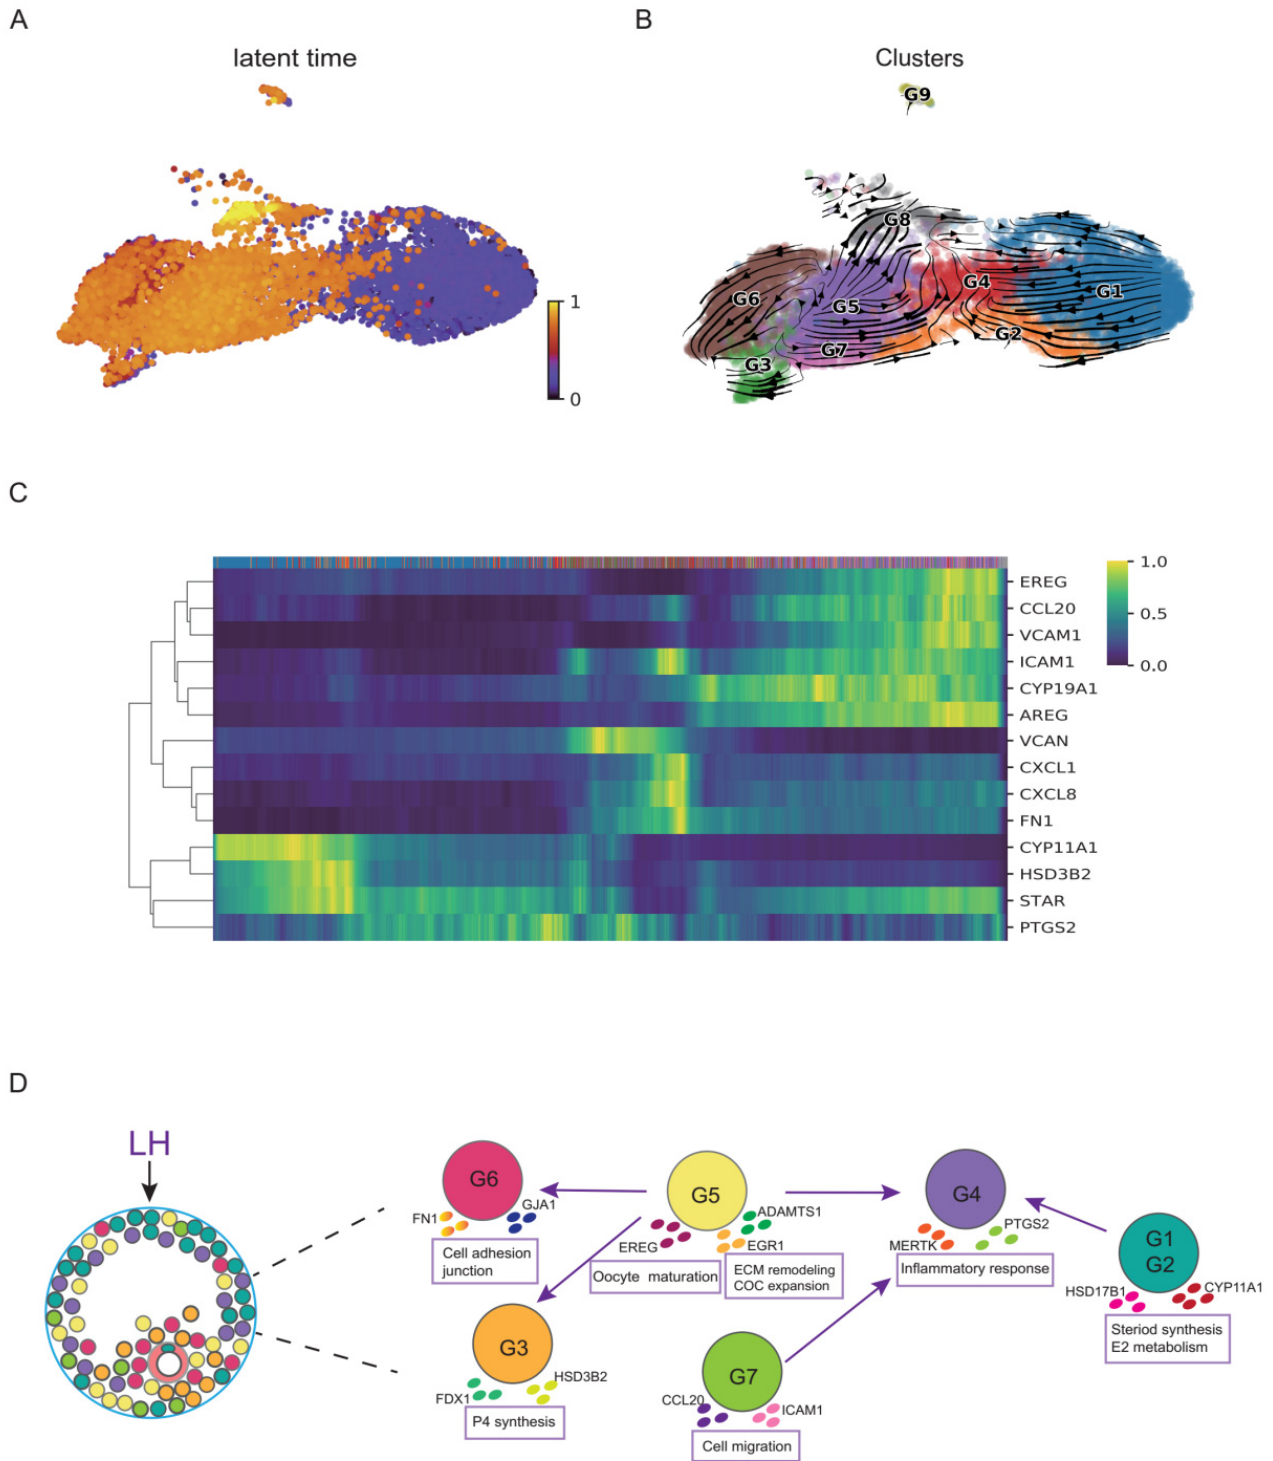 A
B
latent time
Clusters
G9
G8
G6
G5
G4
G1
G2
G7
G3
1
0
C
EREG
CCL20
VCAM1
ICAM1
CYP19A1
AREG
VCAN
CXCL1
CXCL8
FN1
CYP11A1
HSD3B2
STAR
PTGS2
1.0
0.5
0.0
D
LH
G6
FN1
GJA1
Cell adhesion
junction
G5
EREG
ADAMTS1
EGR1
Oocyte maturation
ECM remodeling
COC expansion
G4
MERTK
PTGS2
Inflammatory response
G1
G2
HSD17B1
CYP11A1
Steriod synthesis
E2 metabolism
G3
FDX1
HSD3B2
P4 synthesis
G7
CCL20
ICAM1
Cell migration